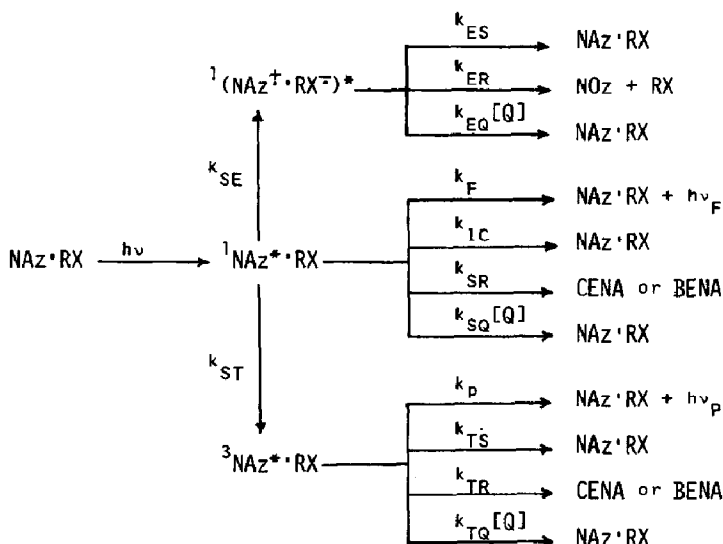 k_ES NAz·RX
¹(NAz⁺·RX⁻)* k_ER NOz + RX
k_EQ[Q] NAz·RX
k_SE
k_F NAz·RX + hν_F
k_IC NAz·RX
NAz·RX hν ¹NAz*·RX
k_SR CENA or BENA
k_SQ[Q] NAz·RX
k_ST
k_p NAz·RX + hν_P
k_TS NAz·RX
³NAz*·RX
k_TR CENA or BENA
k_TQ[Q] NAz·RX